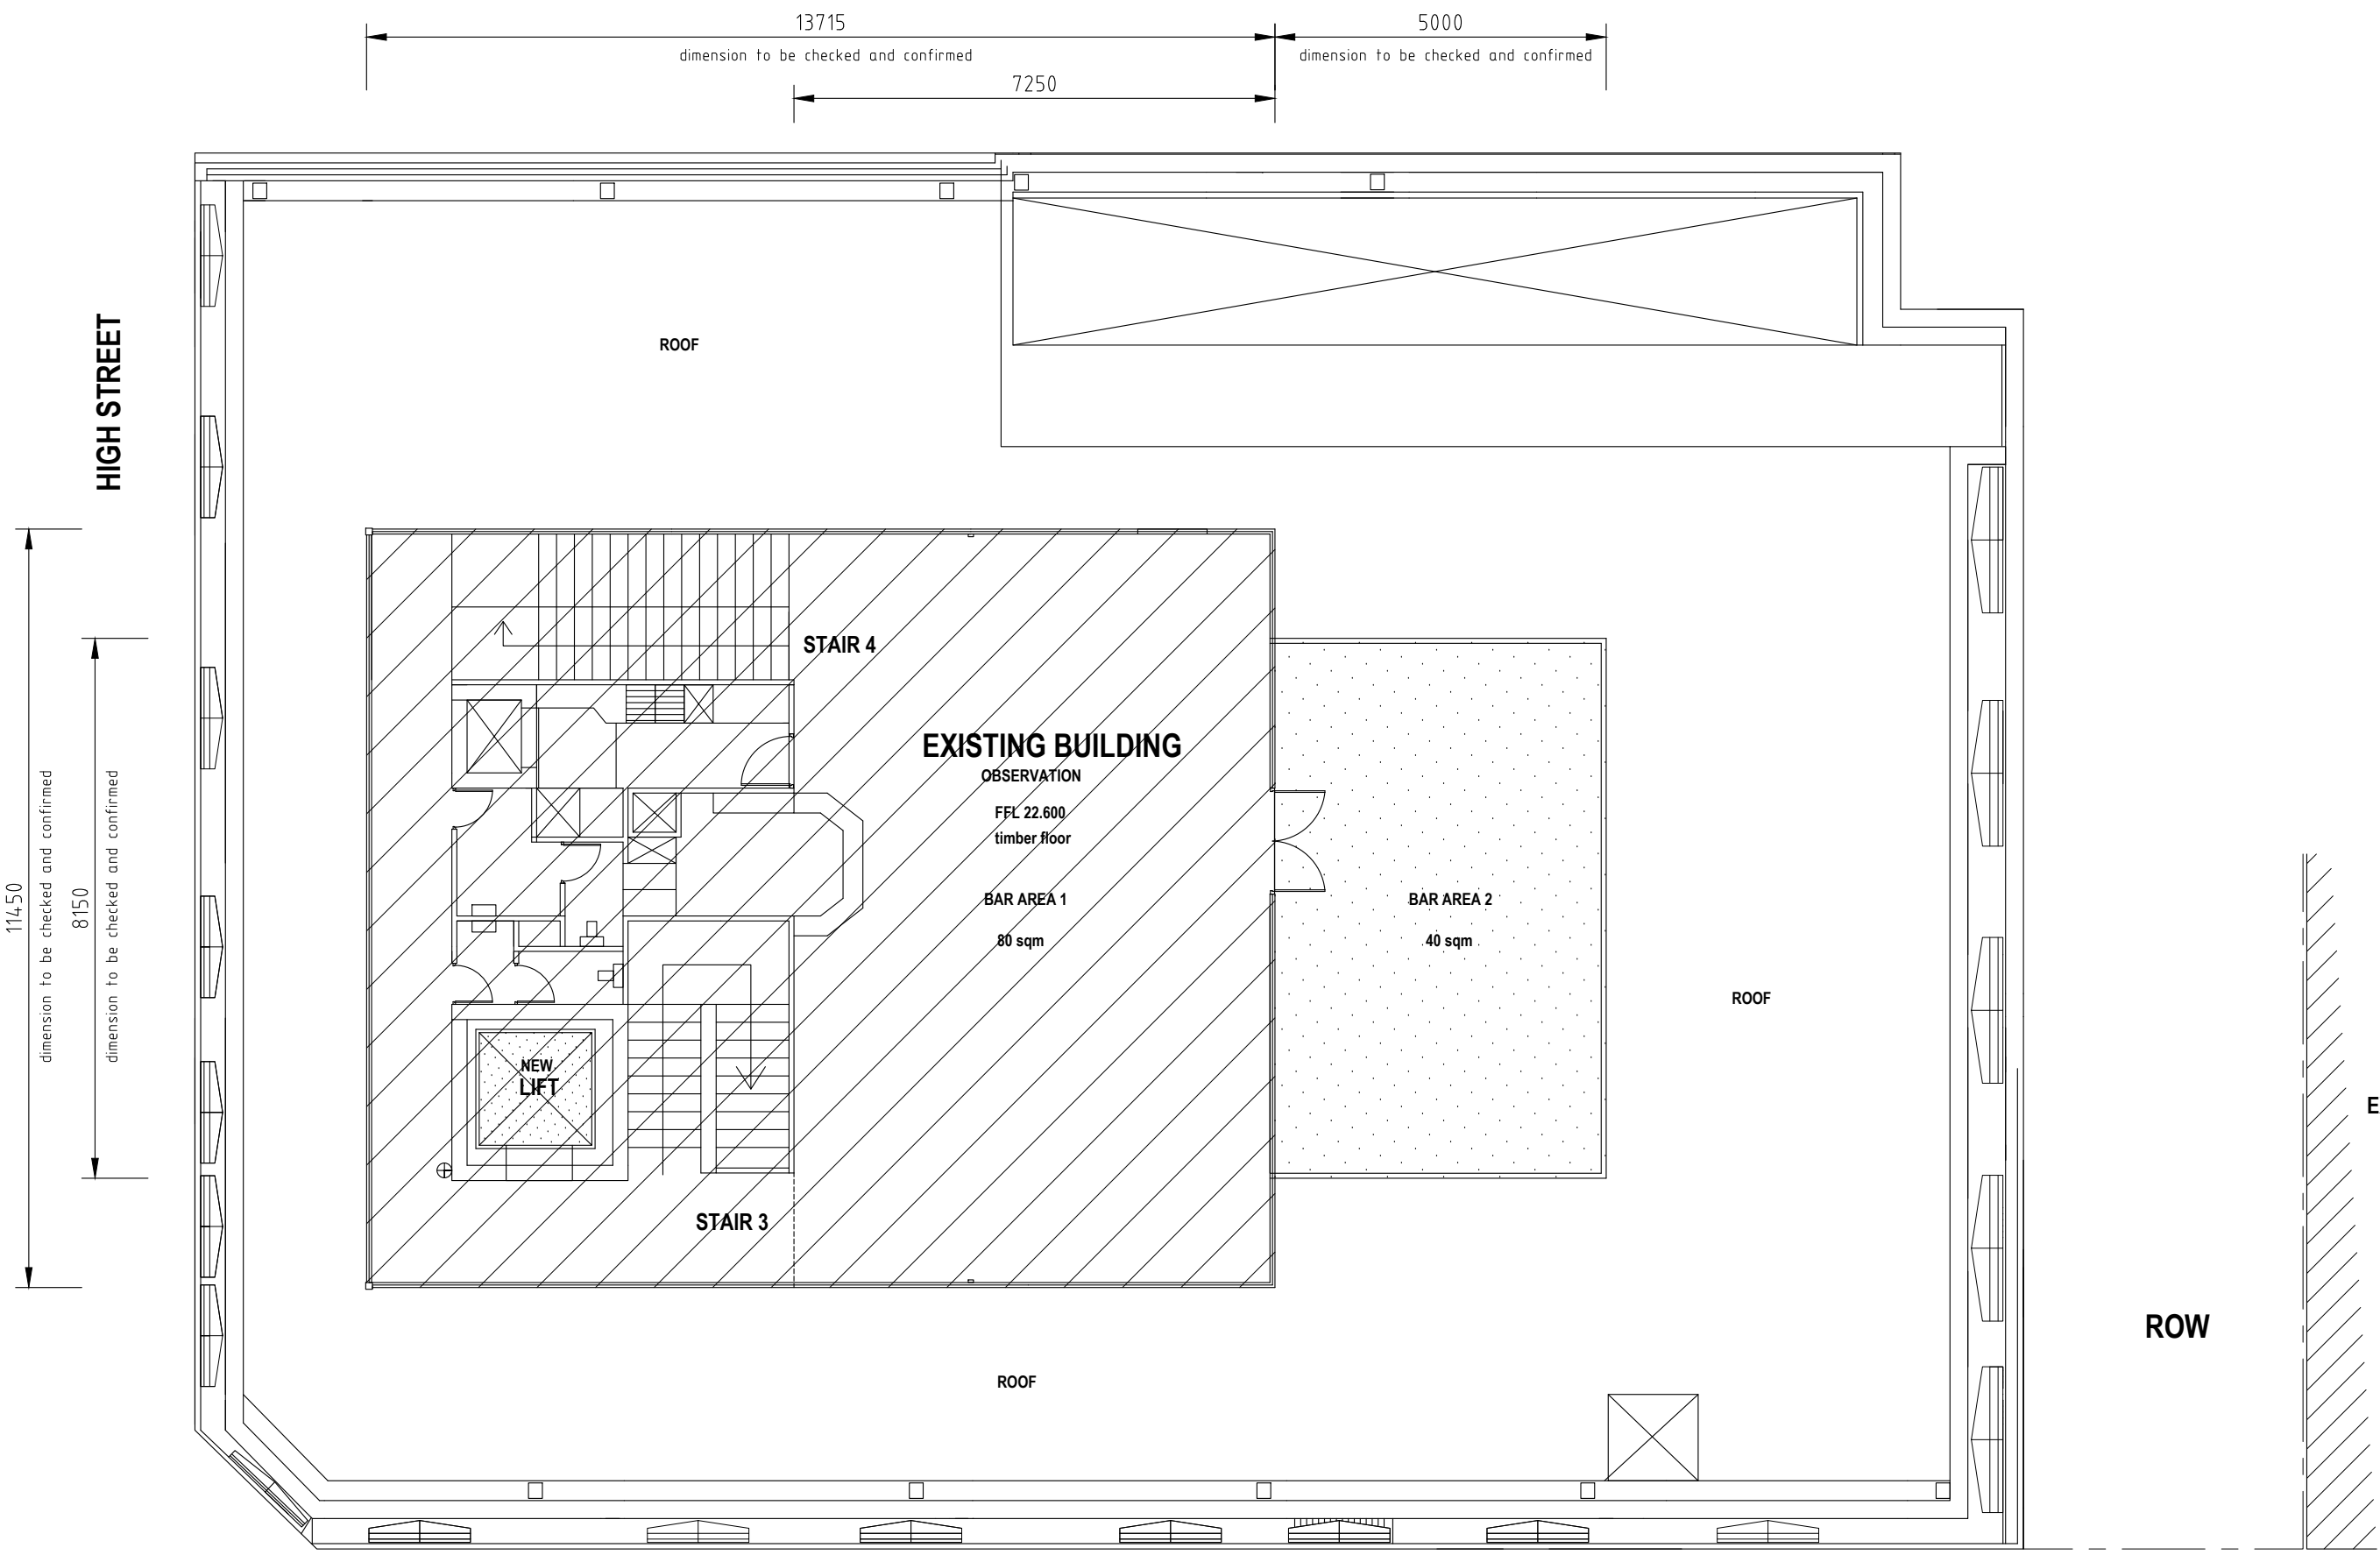 13715
dimension to be checked and confirmed
5000
dimension to be checked and confirmed
7250
HIGH STREET
ROOF
11450
dimension to be checked and confirmed
8150
dimension to be checked and confirmed
STAIR 4
EXISTING BUILDING
OBSERVATION
FFL 22.600
timber floor
BAR AREA 1
80 sqm
BAR AREA 2
40 sqm
ROOF
NEW
LIFT
E
STAIR 3
ROW
ROOF